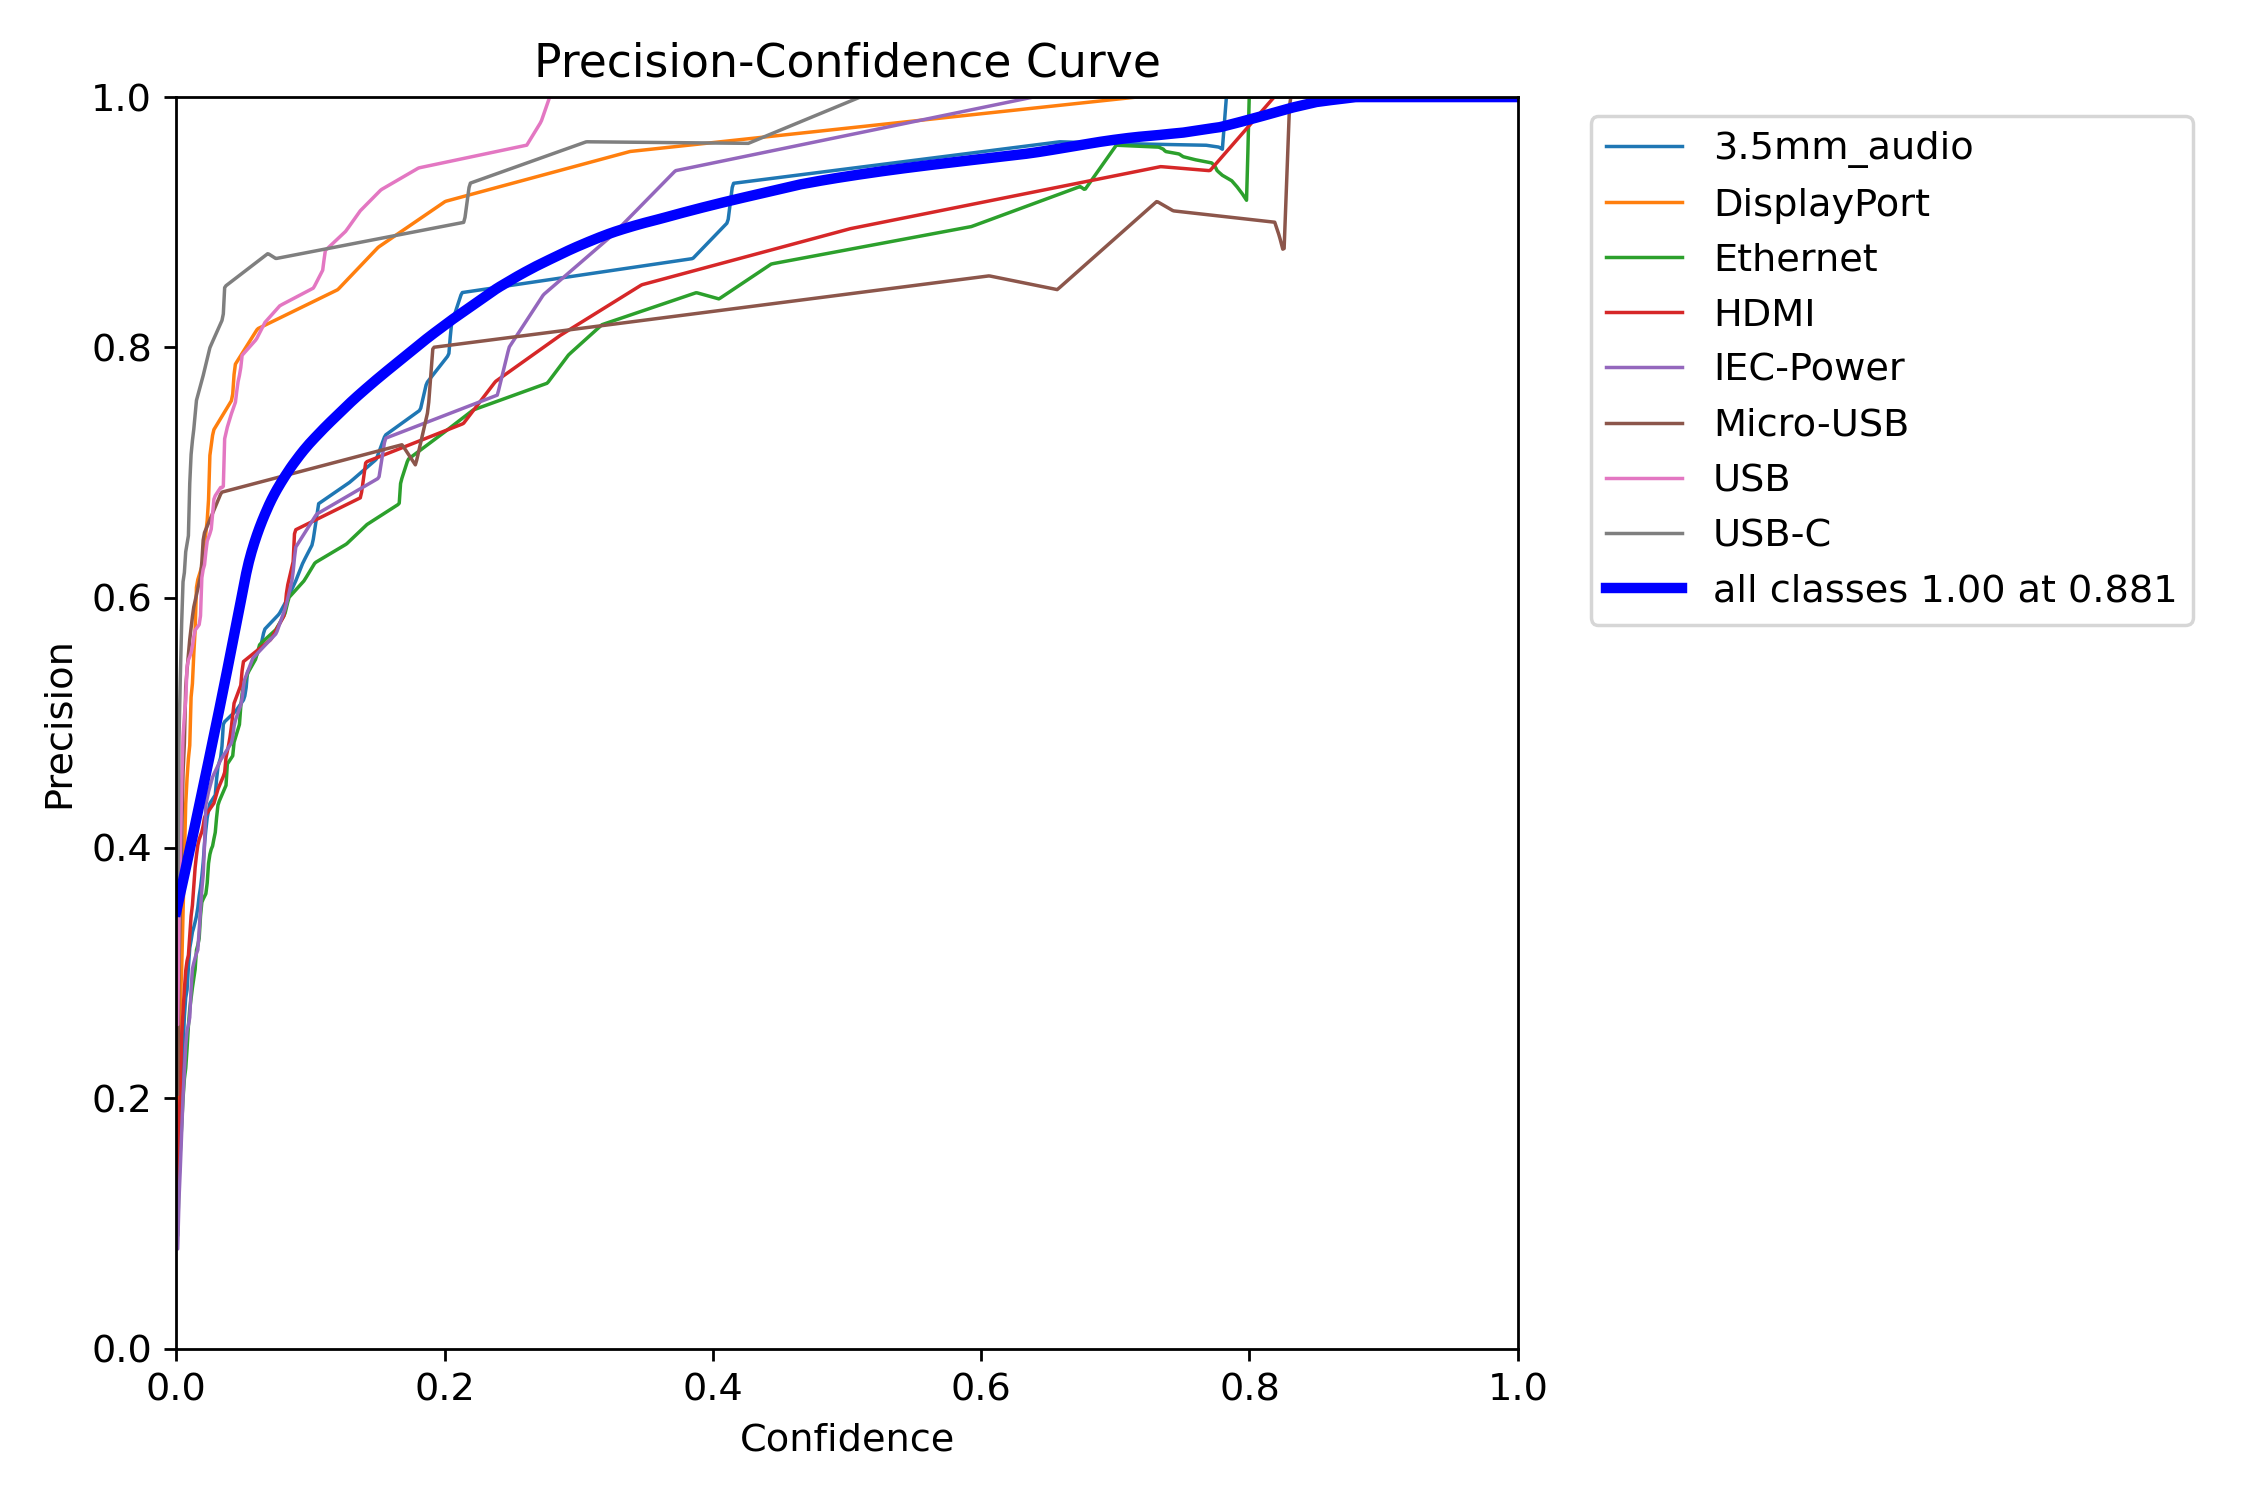 Precision-Confidence Curve
1.0
0.8
0.6
0.4
0.2
0.0
Precision
0.0 0.2 0.4 0.6 0.8 1.0
Confidence
3.5mm_audio
DisplayPort
Ethernet
HDMI
IEC-Power
Micro-USB
USB
USB-C
all classes 1.00 at 0.881